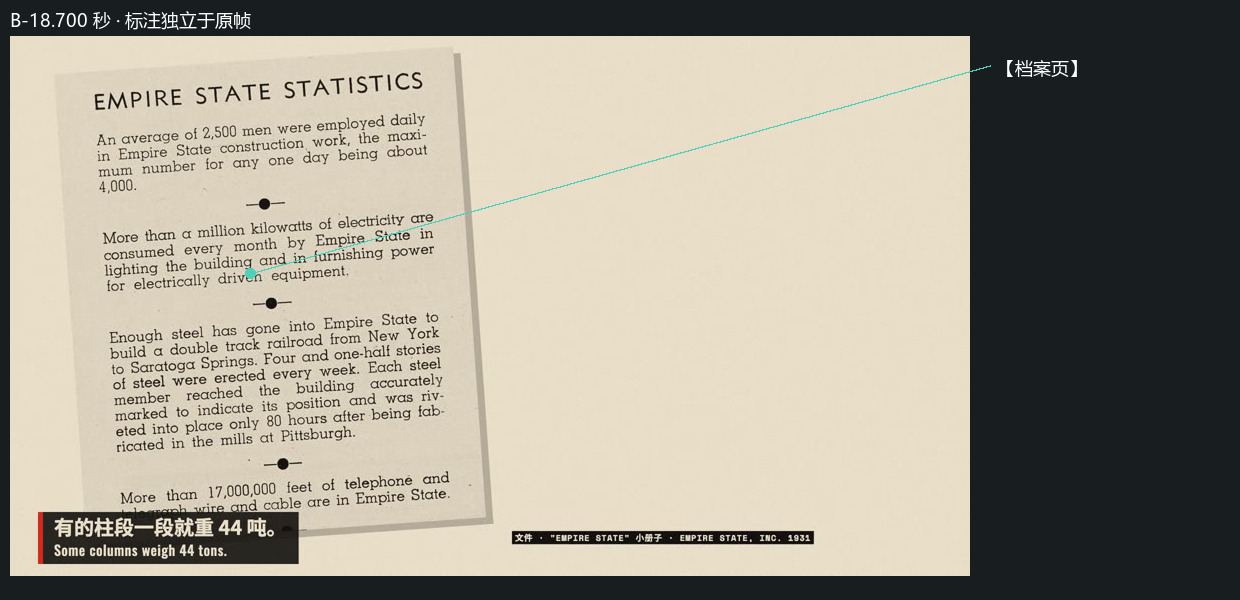 B-18.700 秒 · 标注独立于原帧
【档案页】
EMPIRE STATE STATISTICS
An average of 2,500 men were employed daily
in Empire State construction work, the maxi-
mum number for any one day being about
4,000.
More than a million kilowatts of electricity are
consumed every month by Empire State in
lighting the building and in furnishing power
for electrically driven equipment.
Enough steel has gone into Empire State to
build a double track railroad from New York
to Saratoga Springs. Four and one-half stories
of steel were erected every week. Each steel
member reached the building accurately
marked to indicate its position and was riv-
eted into place only 80 hours after being fab-
ricated in the mills at Pittsburgh.
More than 17,000,000 feet of telephone and
telegraph wire and cable are in Empire State.
有的柱段一段就重 44 吨。
Some columns weigh 44 tons.
文件 · "EMPIRE STATE" 小册子 · EMPIRE STATE, INC. 1931